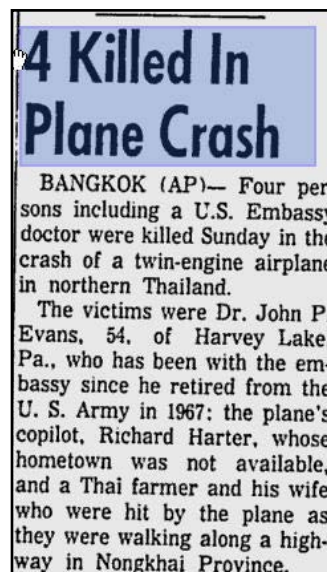 4 Killed In
Plane Crash
BANGKOK (AP)— Four per
sons including a U.S. Embassy
doctor were killed Sunday in the
crash of a twin-engine airplane
in northern Thailand.
The victims were Dr. John P
Evans, 54, of Harvey Lake
Pa., who has been with the em-
bassy since he retired from the
U. S. Army in 1967: the plane's
copilot, Richard Harter, whose
hometown was not available,
and a Thai farmer and his wife
who were hit by the plane as
they were walking along a high-
way in Nongkhai Province.